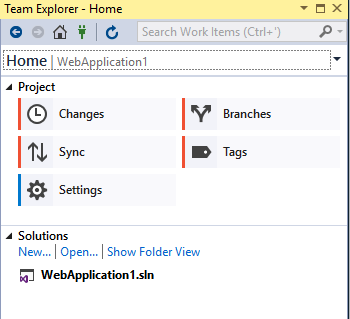 Team Explorer - Home
Search Work Items (Ctrl+')
Home | WebApplication1
Project
Changes
Branches
Sync
Tags
Settings
Solutions
New... | Open... | Show Folder View
WebApplication1.sln